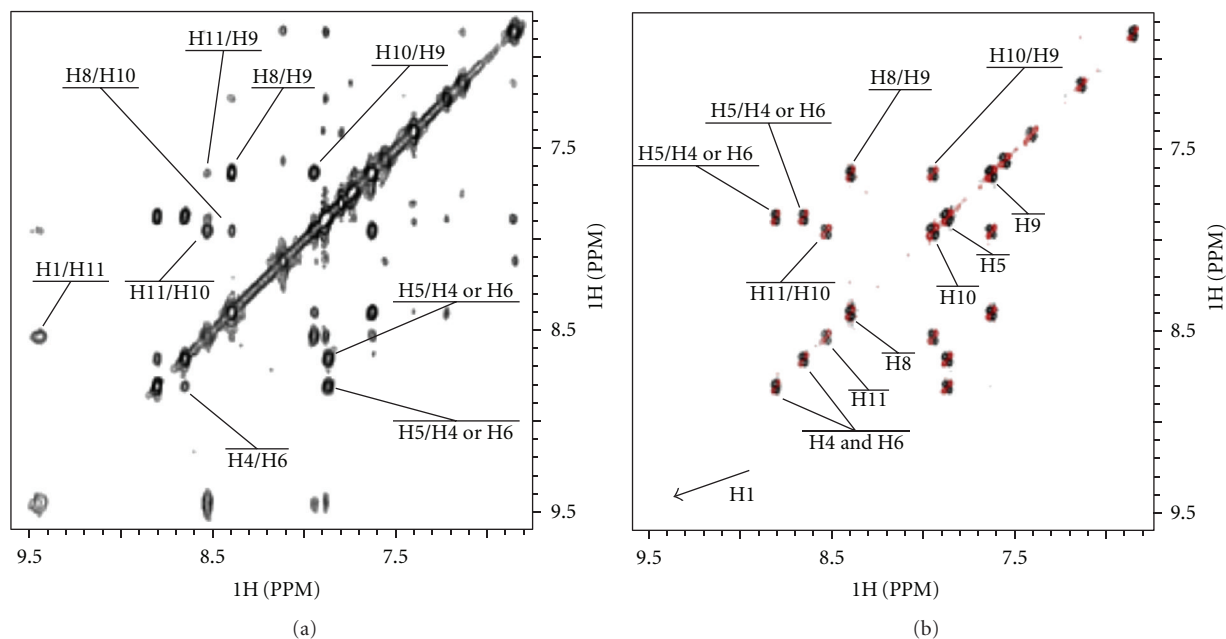 H11/H9
H10/H9
H8/H10
H8/H9
H1/H11
H11/H10
H5/H4 or H6
H5/H4 or H6
H4/H6
7.5
8.5
9.5
1H (PPM)
9.5
8.5
7.5
1H (PPM)
(a)
H10/H9
H8/H9
H5/H4 or H6
H5/H4 or H6
H9
H5
H10
H11/H10
H8
H11
H4 and H6
H1
7.5
8.5
9.5
1H (PPM)
9.5
8.5
7.5
1H (PPM)
(b)